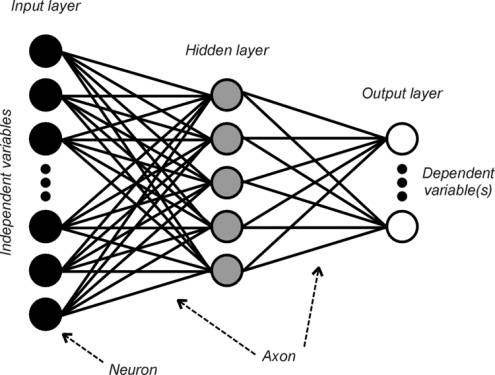 Input layer
Hidden layer
Output layer
Independent variables
Dependent
variable(s)
Neuron
Axon